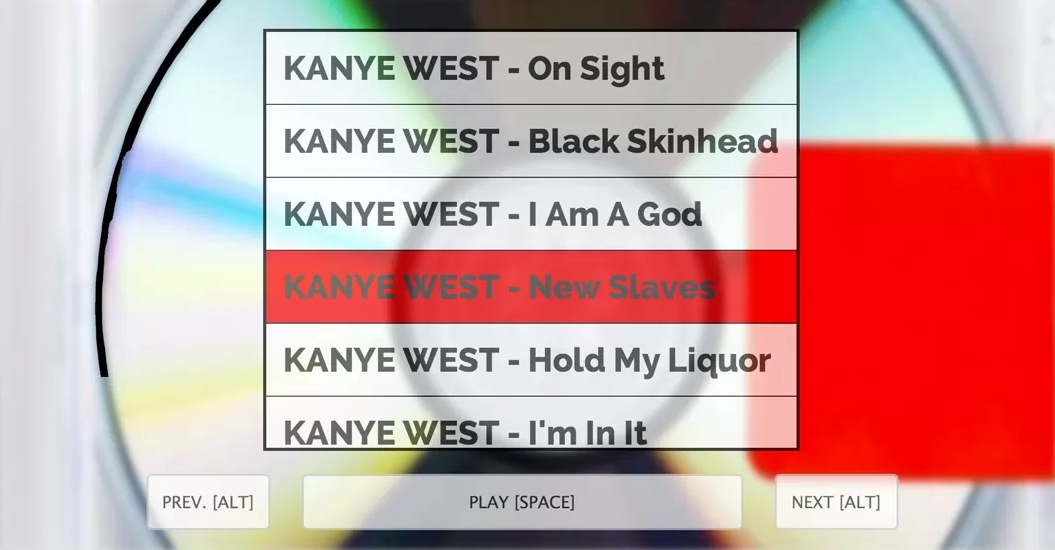 KANYE WEST - On Sight
KANYE WEST - Black Skinhead
KANYE WEST - I Am A God
KANYE WEST - New Slaves
KANYE WEST - Hold My Liquor
KANYE WEST - I'm In It
PREV. [ALT]
PLAY [SPACE]
NEXT [ALT]